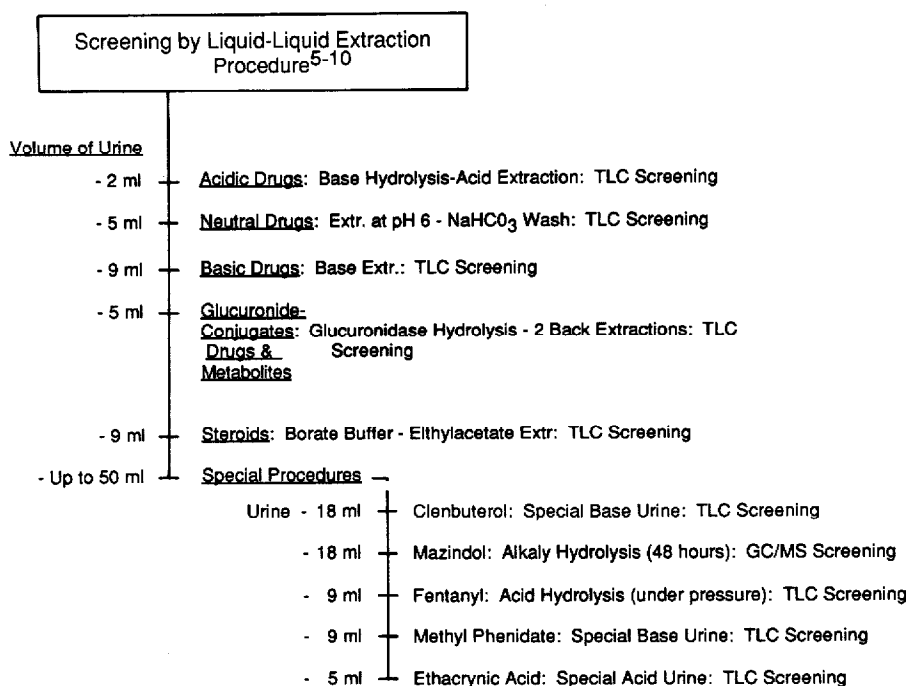 Screening by Liquid-Liquid Extraction
Procedure5-10
Volume of Urine
- 2 ml Acidic Drugs: Base Hydrolysis-Acid Extraction: TLC Screening
- 5 ml Neutral Drugs: Extr. at pH 6 - NaHCO3 Wash: TLC Screening
- 9 ml Basic Drugs: Base Extr.: TLC Screening
- 5 ml Glucuronide-
Conjugates: Glucuronidase Hydrolysis - 2 Back Extractions: TLC
Drugs & Screening
Metabolites
- 9 ml Steroids: Borate Buffer - Elthylacetate Extr: TLC Screening
- Up to 50 ml Special Procedures
Urine - 18 ml Clenbuterol: Special Base Urine: TLC Screening
- 18 ml Mazindol: Alkaly Hydrolysis (48 hours): GC/MS Screening
- 9 ml Fentanyl: Acid Hydrolysis (under pressure): TLC Screening
- 9 ml Methyl Phenidate: Special Base Urine: TLC Screening
- 5 ml Ethacrynic Acid: Special Acid Urine: TLC Screening